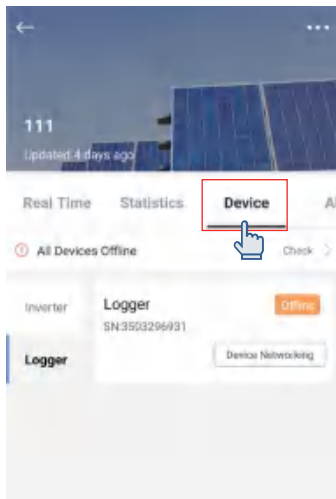 111
Updated 4 days ago
Real Time Statistics Device Al
All Devices Offline Check
Inverter
Logger
SN:3503296931
Offline
Logger
Device Networking